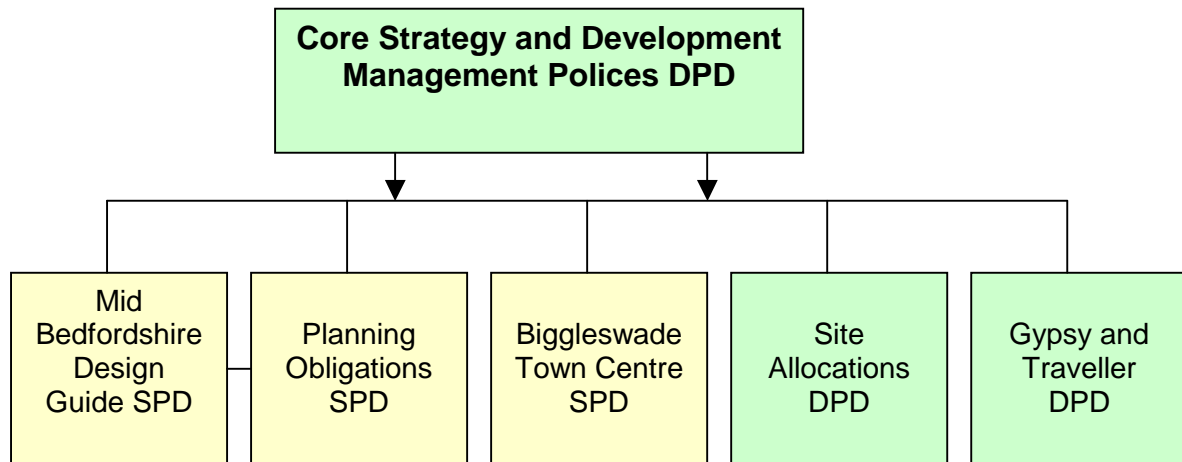 Core Strategy and Development
Management Polices DPD
Mid
Bedfordshire
Design
Guide SPD
Planning
Obligations
SPD
Biggleswade
Town Centre
SPD
Site
Allocations
DPD
Gypsy and
Traveller
DPD